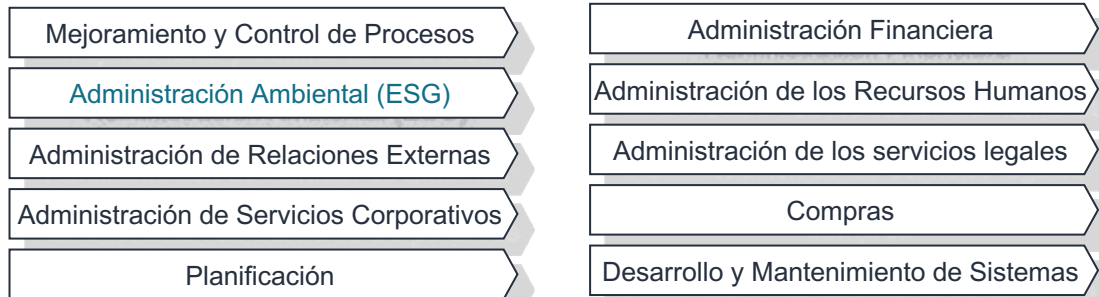 Mejoramiento y Control de Procesos
Administración Ambiental (ESG)
Administración de Relaciones Externas
Administración de Servicios Corporativos
Planificación
Administración Financiera
Administración de los Recursos Humanos
Administración de los servicios legales
Compras
Desarrollo y Mantenimiento de Sistemas